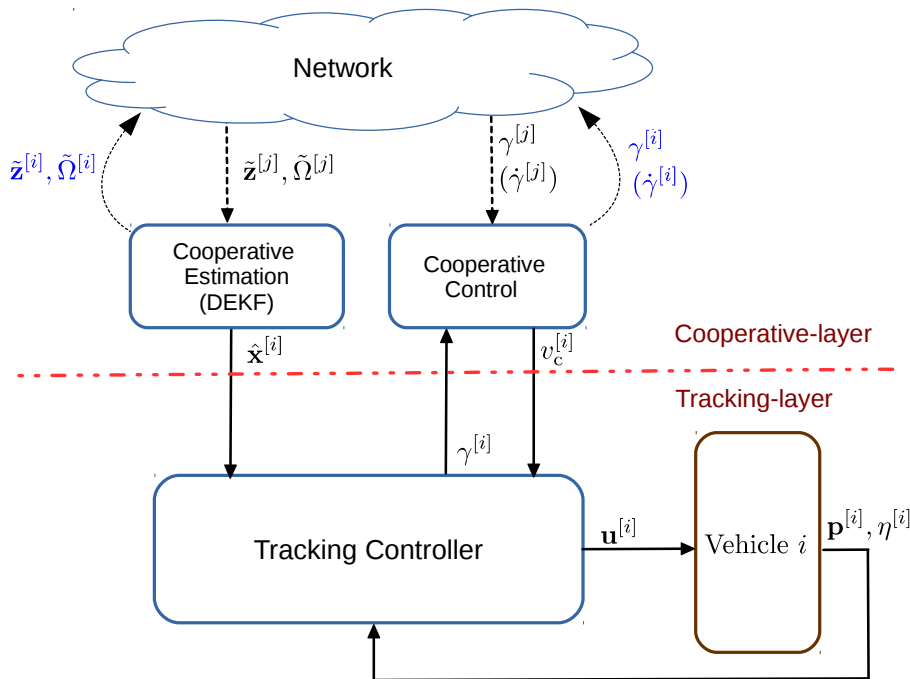 Network
z̃^[i], Ω̃^[i]
z̃^[j], Ω̃^[j]
γ^[j]
(γ̇^[j])
γ^[i]
(γ̇^[i])
Cooperative
Estimation
(DEKF)
Cooperative
Control
x̂^[i]
v_c^[i]
Cooperative-layer
Tracking-layer
γ^[i]
Tracking Controller
u^[i]
Vehicle i
p^[i], η^[i]